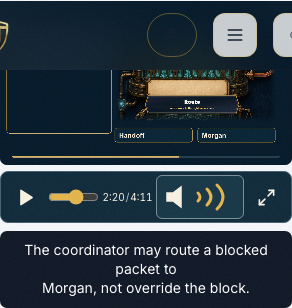 Route
Handoff
Morgan
2:20/4:11
The coordinator may route a blocked
packet to
Morgan, not override the block.